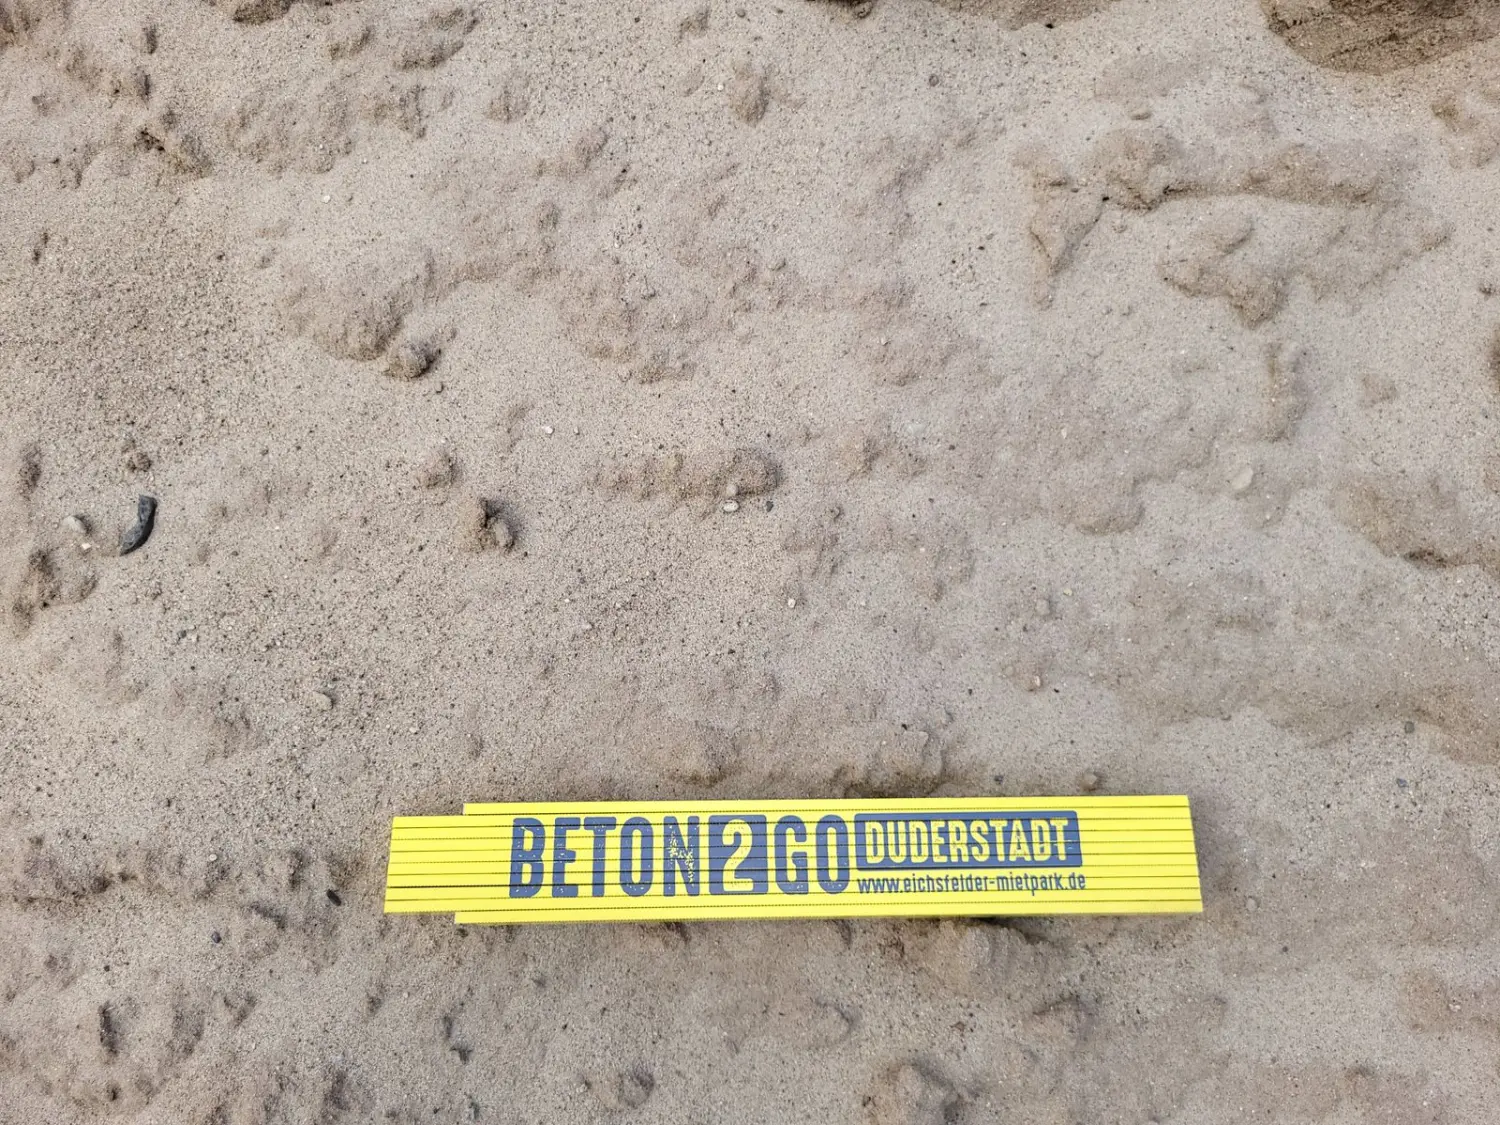 BETON2GO DUDERSTADT
www.eichsfelder-mietpark.de